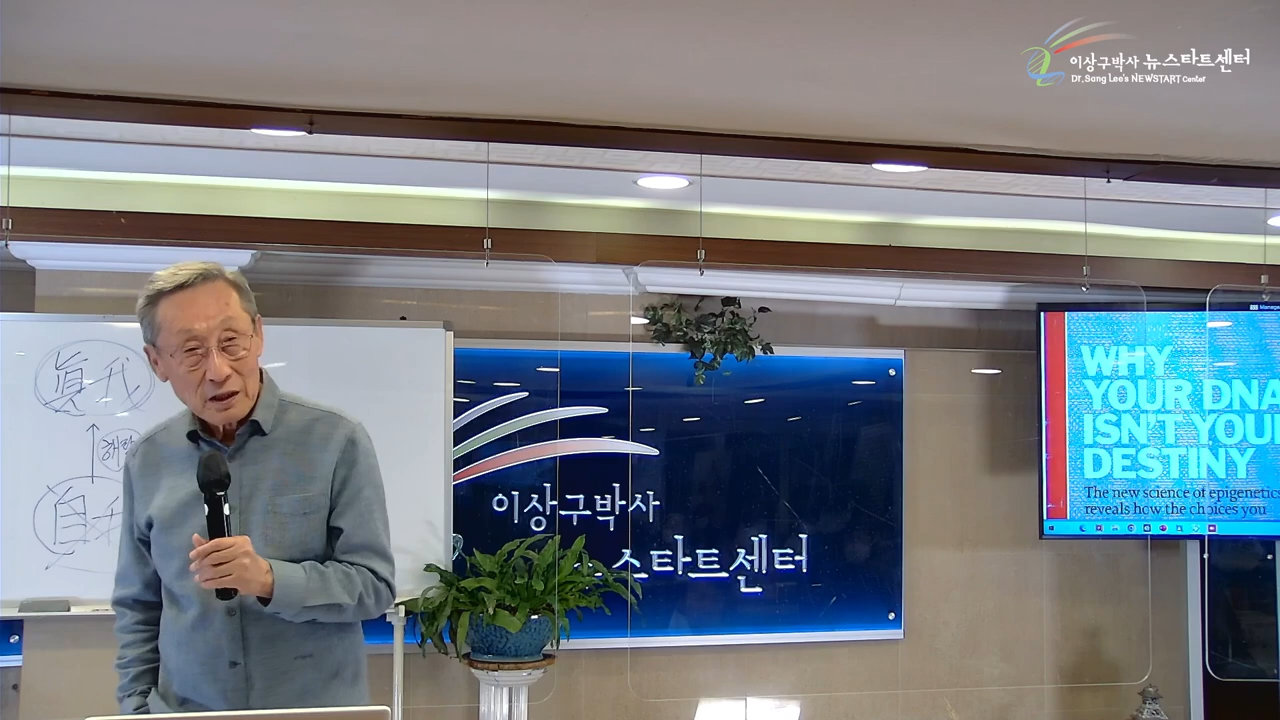 이상구박사 뉴스타트센터
Dr. Sang Lee's NEWSTART Center
眞我
自我
이상구박사
스타트센터
WHY
YOUR DNA
ISN'T YOUR
DESTINY
The new science of epigenetics
reveals how the choices you